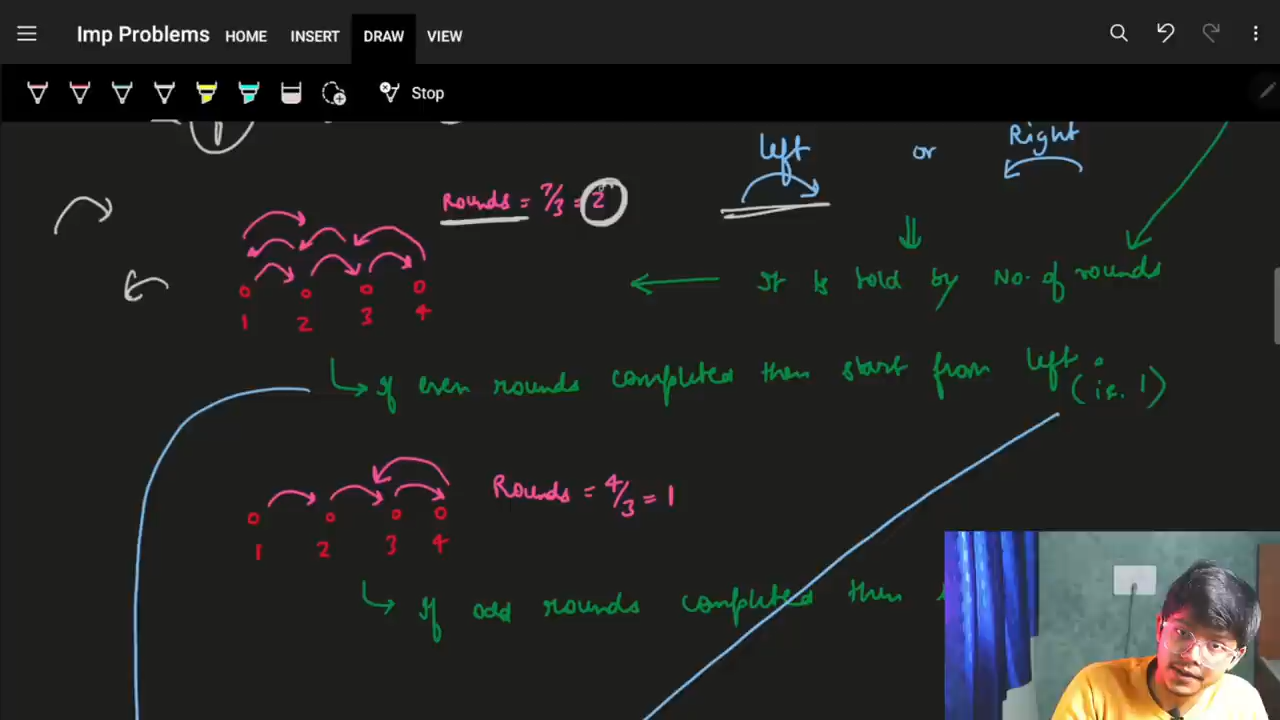 Imp Problems HOME INSERT DRAW VIEW
Stop
left or Right
Rounds = 7/3 = 2
It is told by No. of rounds
1 2 3 4
If even rounds completed then start from left (i.e. 1)
Rounds = 4/3 = 1
1 2 3 4
If odd rounds completed then